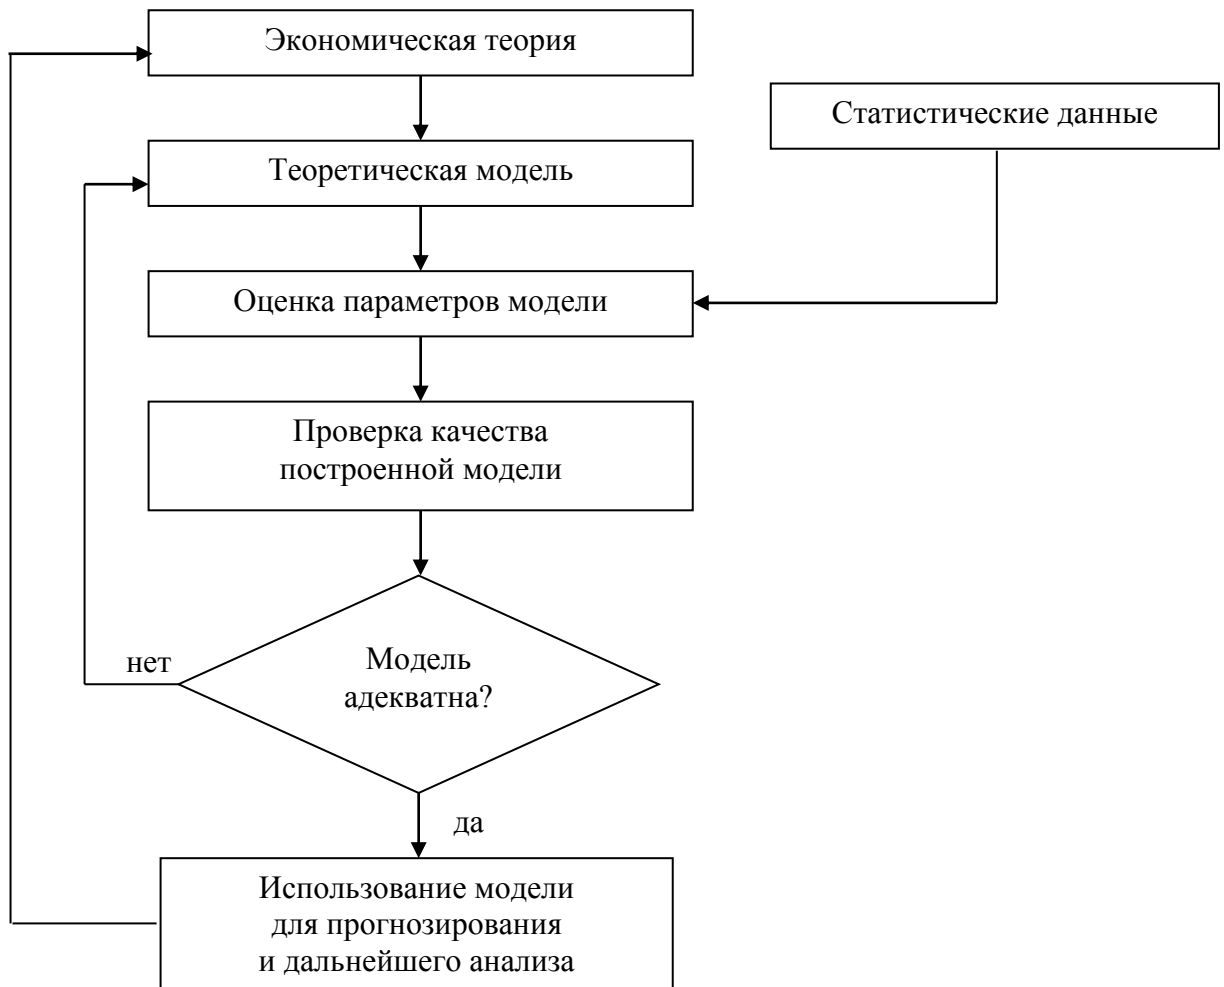 Экономическая теория
Статистические данные
Теоретическая модель
Оценка параметров модели
Проверка качества
построенной модели
нет
Модель
адекватна?
да
Использование модели
для прогнозирования
и дальнейшего анализа